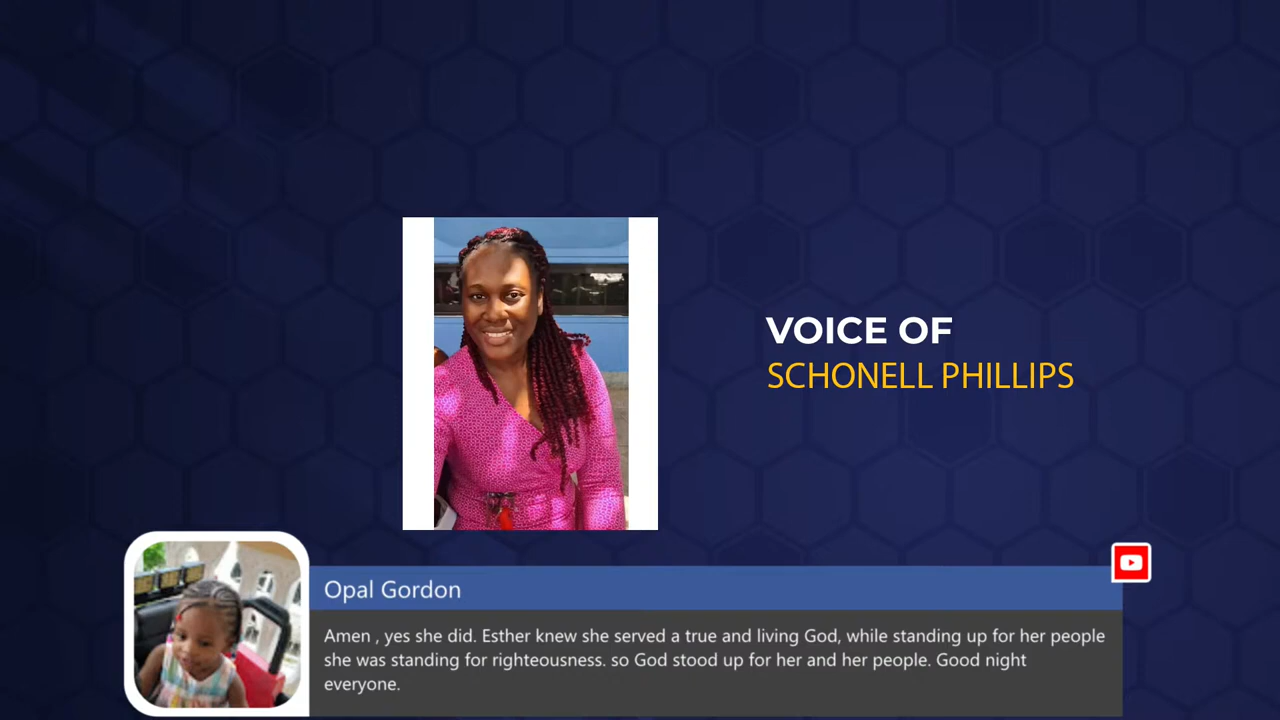 VOICE OF
SCHONELL PHILLIPS
Opal Gordon
Amen , yes she did. Esther knew she served a true and living God, while standing up for her people
she was standing for righteousness. so God stood up for her and her people. Good night
everyone.